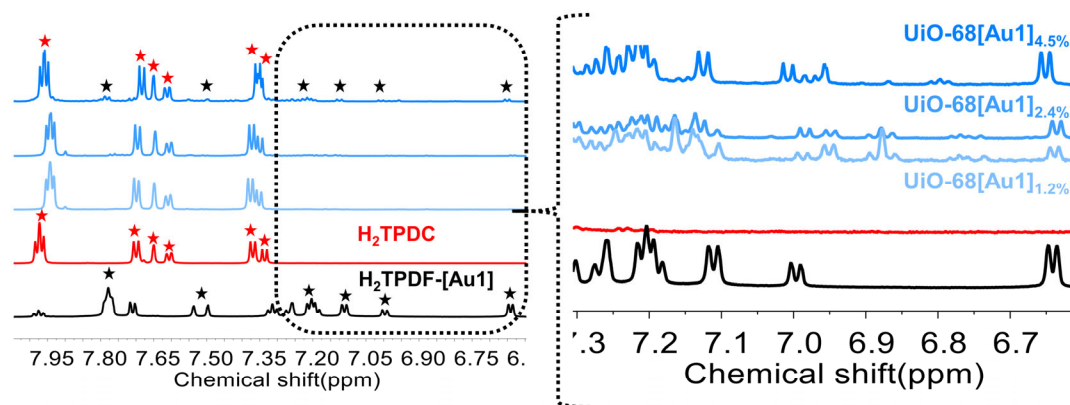 H₂TPDC
H₂TPDF-[Au1]
7.95 7.80 7.65 7.50 7.35 7.20 7.05 6.90 6.75 6.
Chemical shift(ppm)
UiO-68[Au1]₄.₅%
UiO-68[Au1]₂.₄%
UiO-68[Au1]₁.₂%
7.3 7.2 7.1 7.0 6.9 6.8 6.7
Chemical shift(ppm)